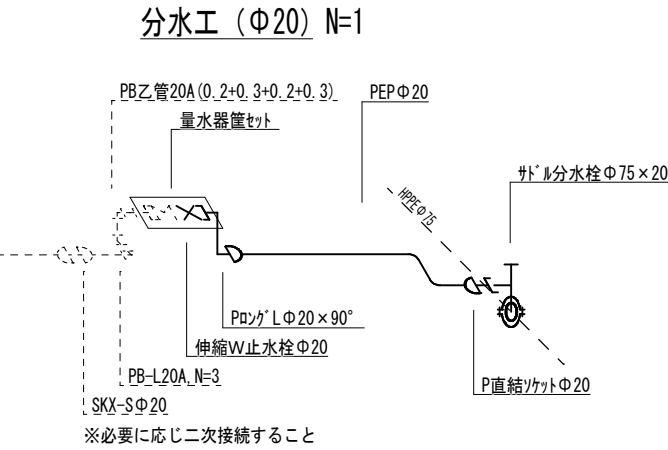 分水工 (Φ20) N=1
PB乙管20A(0.2+0.3+0.2+0.3)
PEPΦ20
量水器筐ｾｯﾄ
ｻﾄﾞﾙ分水栓Φ75×20
HPPEΦ75
PﾛﾝｸﾞLΦ20×90°
伸縮W止水栓Φ20
PB-L20A,N=3
P直結ｿｹｯﾄΦ20
SKX-SΦ20
※必要に応じ二次接続すること